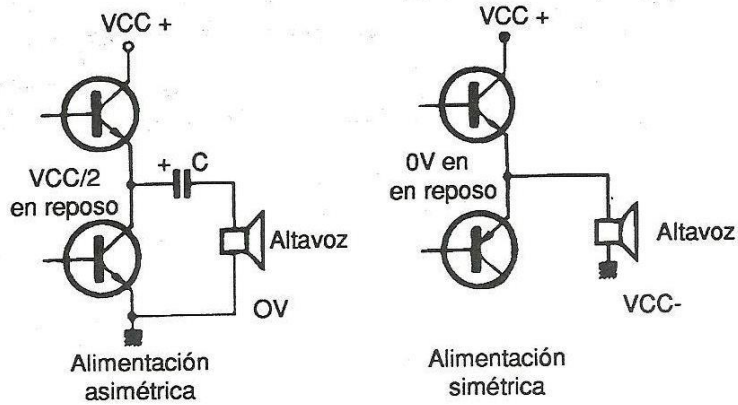 VCC +
VCC/2
en reposo
+ C
Altavoz
OV
Alimentación
asimétrica
VCC +
0V en
en reposo
Altavoz
VCC-
Alimentación
simétrica